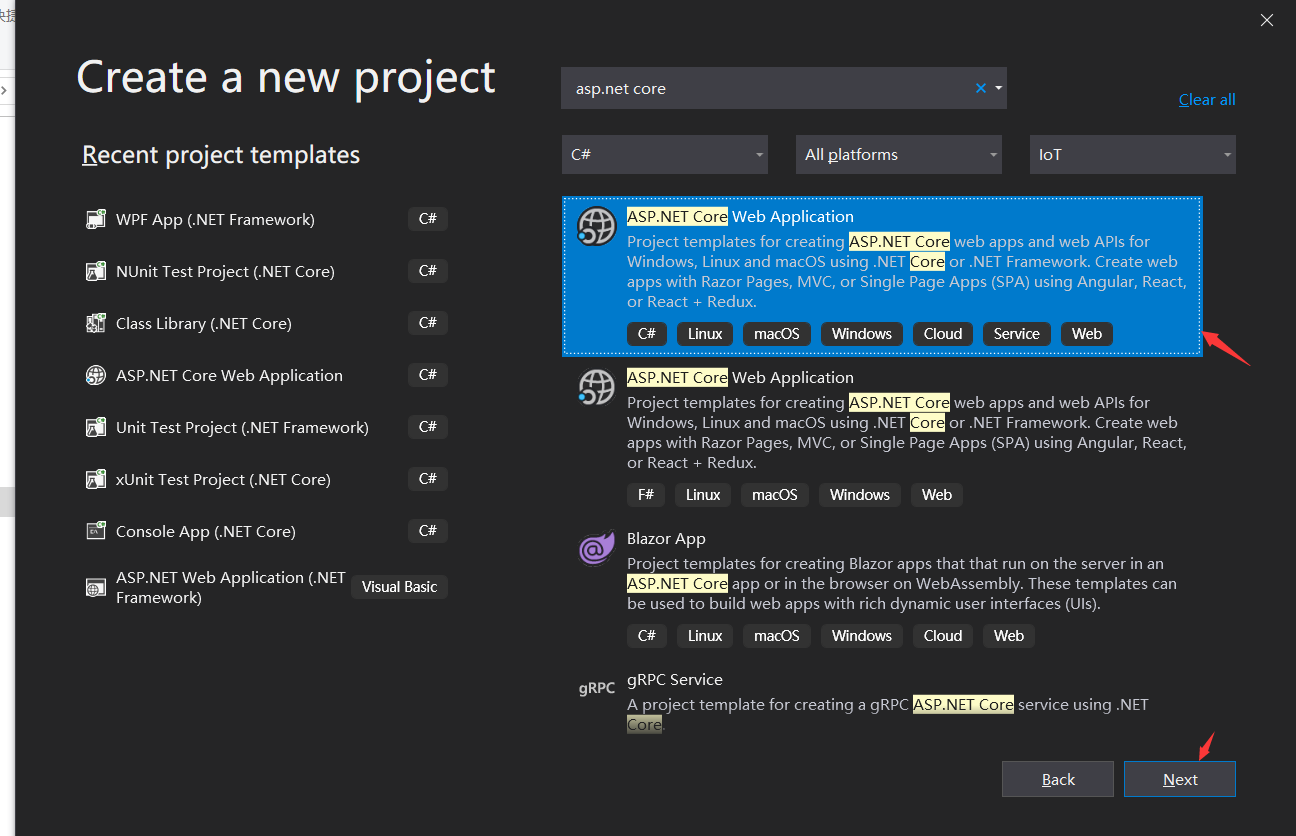 快捷
Create a new project
asp.net core
Clear all
Recent project templates
C#
All platforms
IoT
WPF App (.NET Framework)
C#
NUnit Test Project (.NET Core)
C#
Class Library (.NET Core)
C#
ASP.NET Core Web Application
C#
Unit Test Project (.NET Framework)
C#
xUnit Test Project (.NET Core)
C#
Console App (.NET Core)
C#
ASP.NET Web Application (.NET
Framework)
Visual Basic
ASP.NET Core Web Application
Project templates for creating ASP.NET Core web apps and web APIs for
Windows, Linux and macOS using .NET Core or .NET Framework. Create web
apps with Razor Pages, MVC, or Single Page Apps (SPA) using Angular, React,
or React + Redux.
C# Linux macOS Windows Cloud Service Web
ASP.NET Core Web Application
Project templates for creating ASP.NET Core web apps and web APIs for
Windows, Linux and macOS using .NET Core or .NET Framework. Create web
apps with Razor Pages, MVC, or Single Page Apps (SPA) using Angular, React,
or React + Redux.
F# Linux macOS Windows Web
Blazor App
Project templates for creating Blazor apps that that run on the server in an
ASP.NET Core app or in the browser on WebAssembly. These templates can
be used to build web apps with rich dynamic user interfaces (UIs).
C# Linux macOS Windows Cloud Web
gRPC
gRPC Service
A project template for creating a gRPC ASP.NET Core service using .NET
Core.
Back
Next